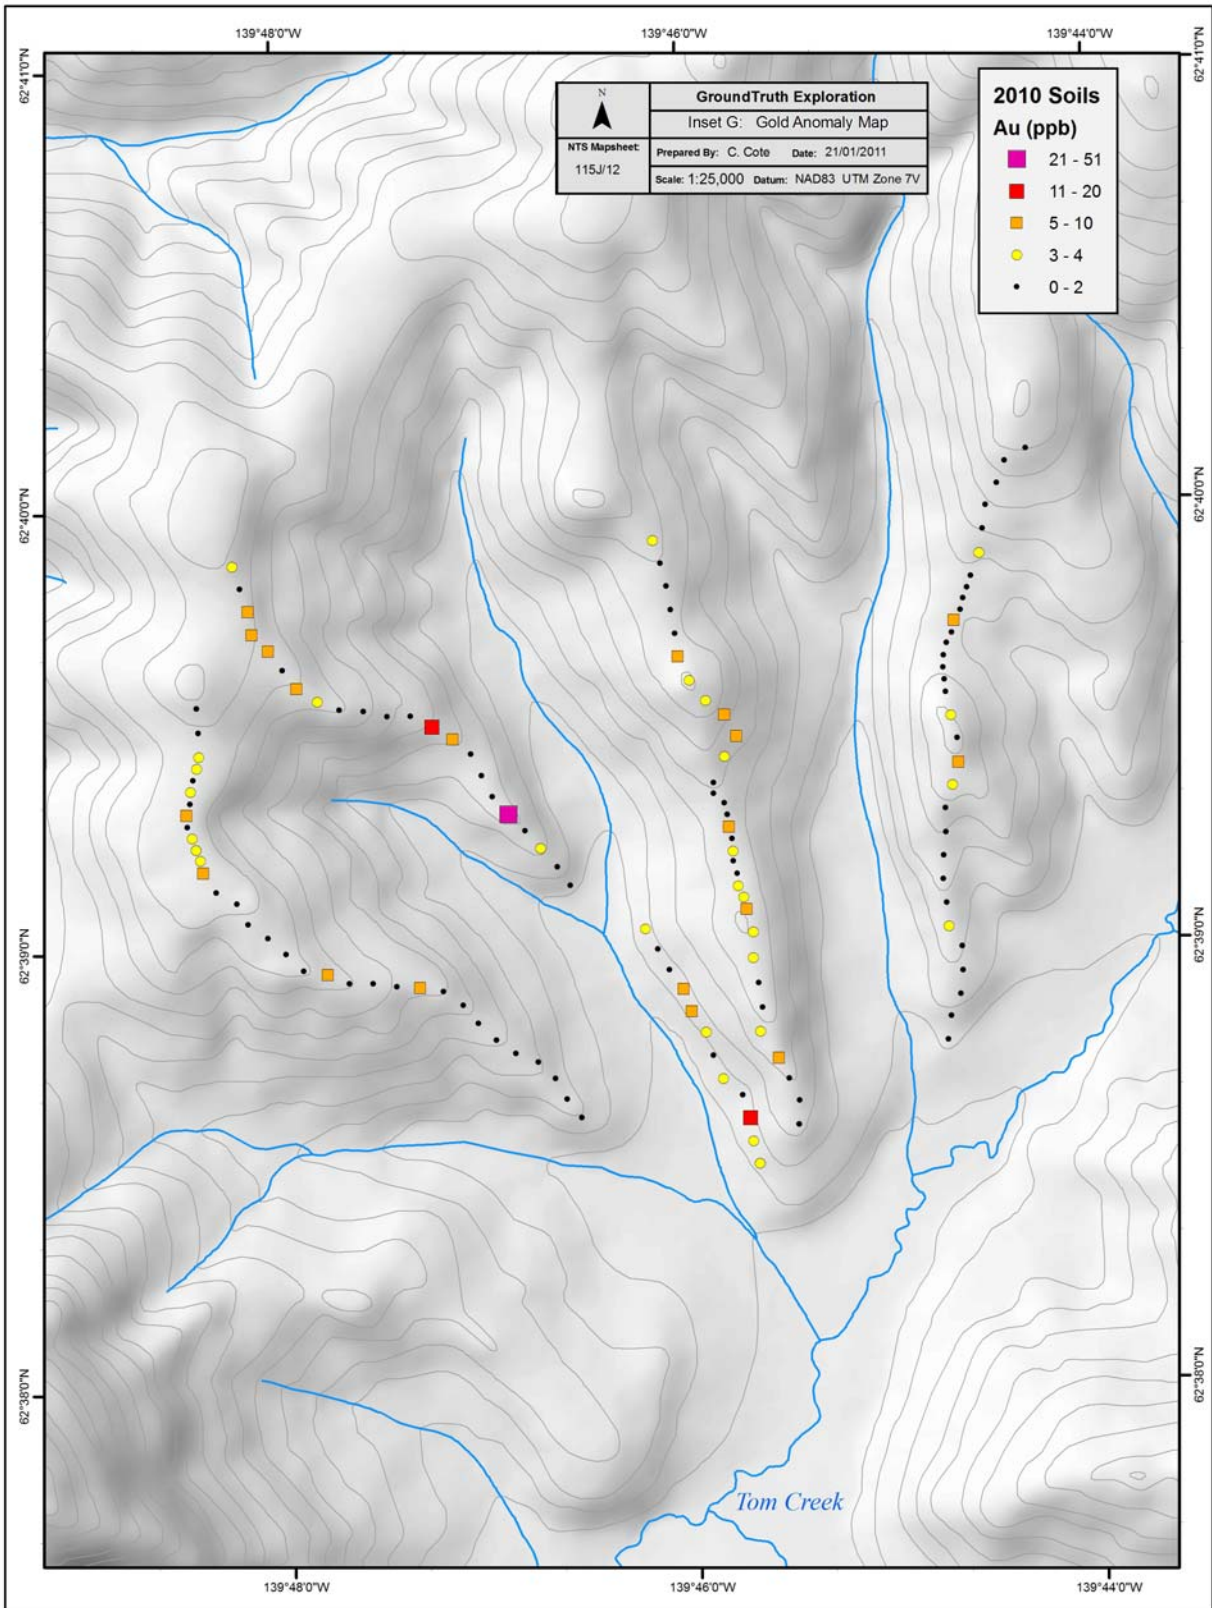 139°48'0"W
139°46'0"W
139°44'0"W
62°41'0"N
62°41'0"N
N
NTS Mapsheet:
115J/12
GroundTruth Exploration
Inset G: Gold Anomaly Map
Prepared By: C. Cote Date: 21/01/2011
Scale: 1:25,000 Datum: NAD83 UTM Zone 7V
2010 Soils
Au (ppb)
21 - 51
11 - 20
5 - 10
3 - 4
0 - 2
62°40'0"N
62°40'0"N
62°39'0"N
62°39'0"N
62°38'0"N
62°38'0"N
Tom Creek
139°48'0"W
139°46'0"W
139°44'0"W